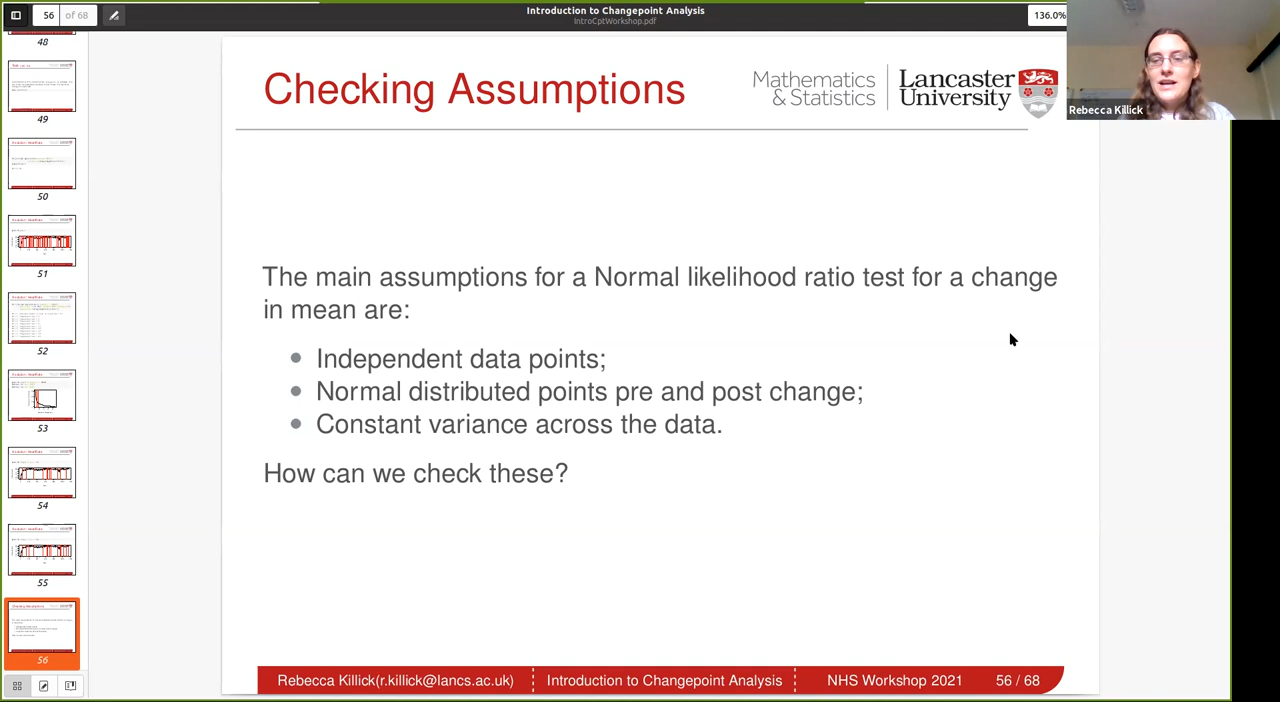 56 of 68
Introduction to Changepoint Analysis
IntroCptWorkshop.pdf
136.0%
Rebecca Killick
Checking Assumptions
Mathematics
& Statistics
Lancaster
University
The main assumptions for a Normal likelihood ratio test for a change
in mean are:
Independent data points;
Normal distributed points pre and post change;
Constant variance across the data.
How can we check these?
Rebecca Killick(r.killick@lancs.ac.uk)
Introduction to Changepoint Analysis
NHS Workshop 2021
56 / 68
48
49
50
51
52
53
54
55
56